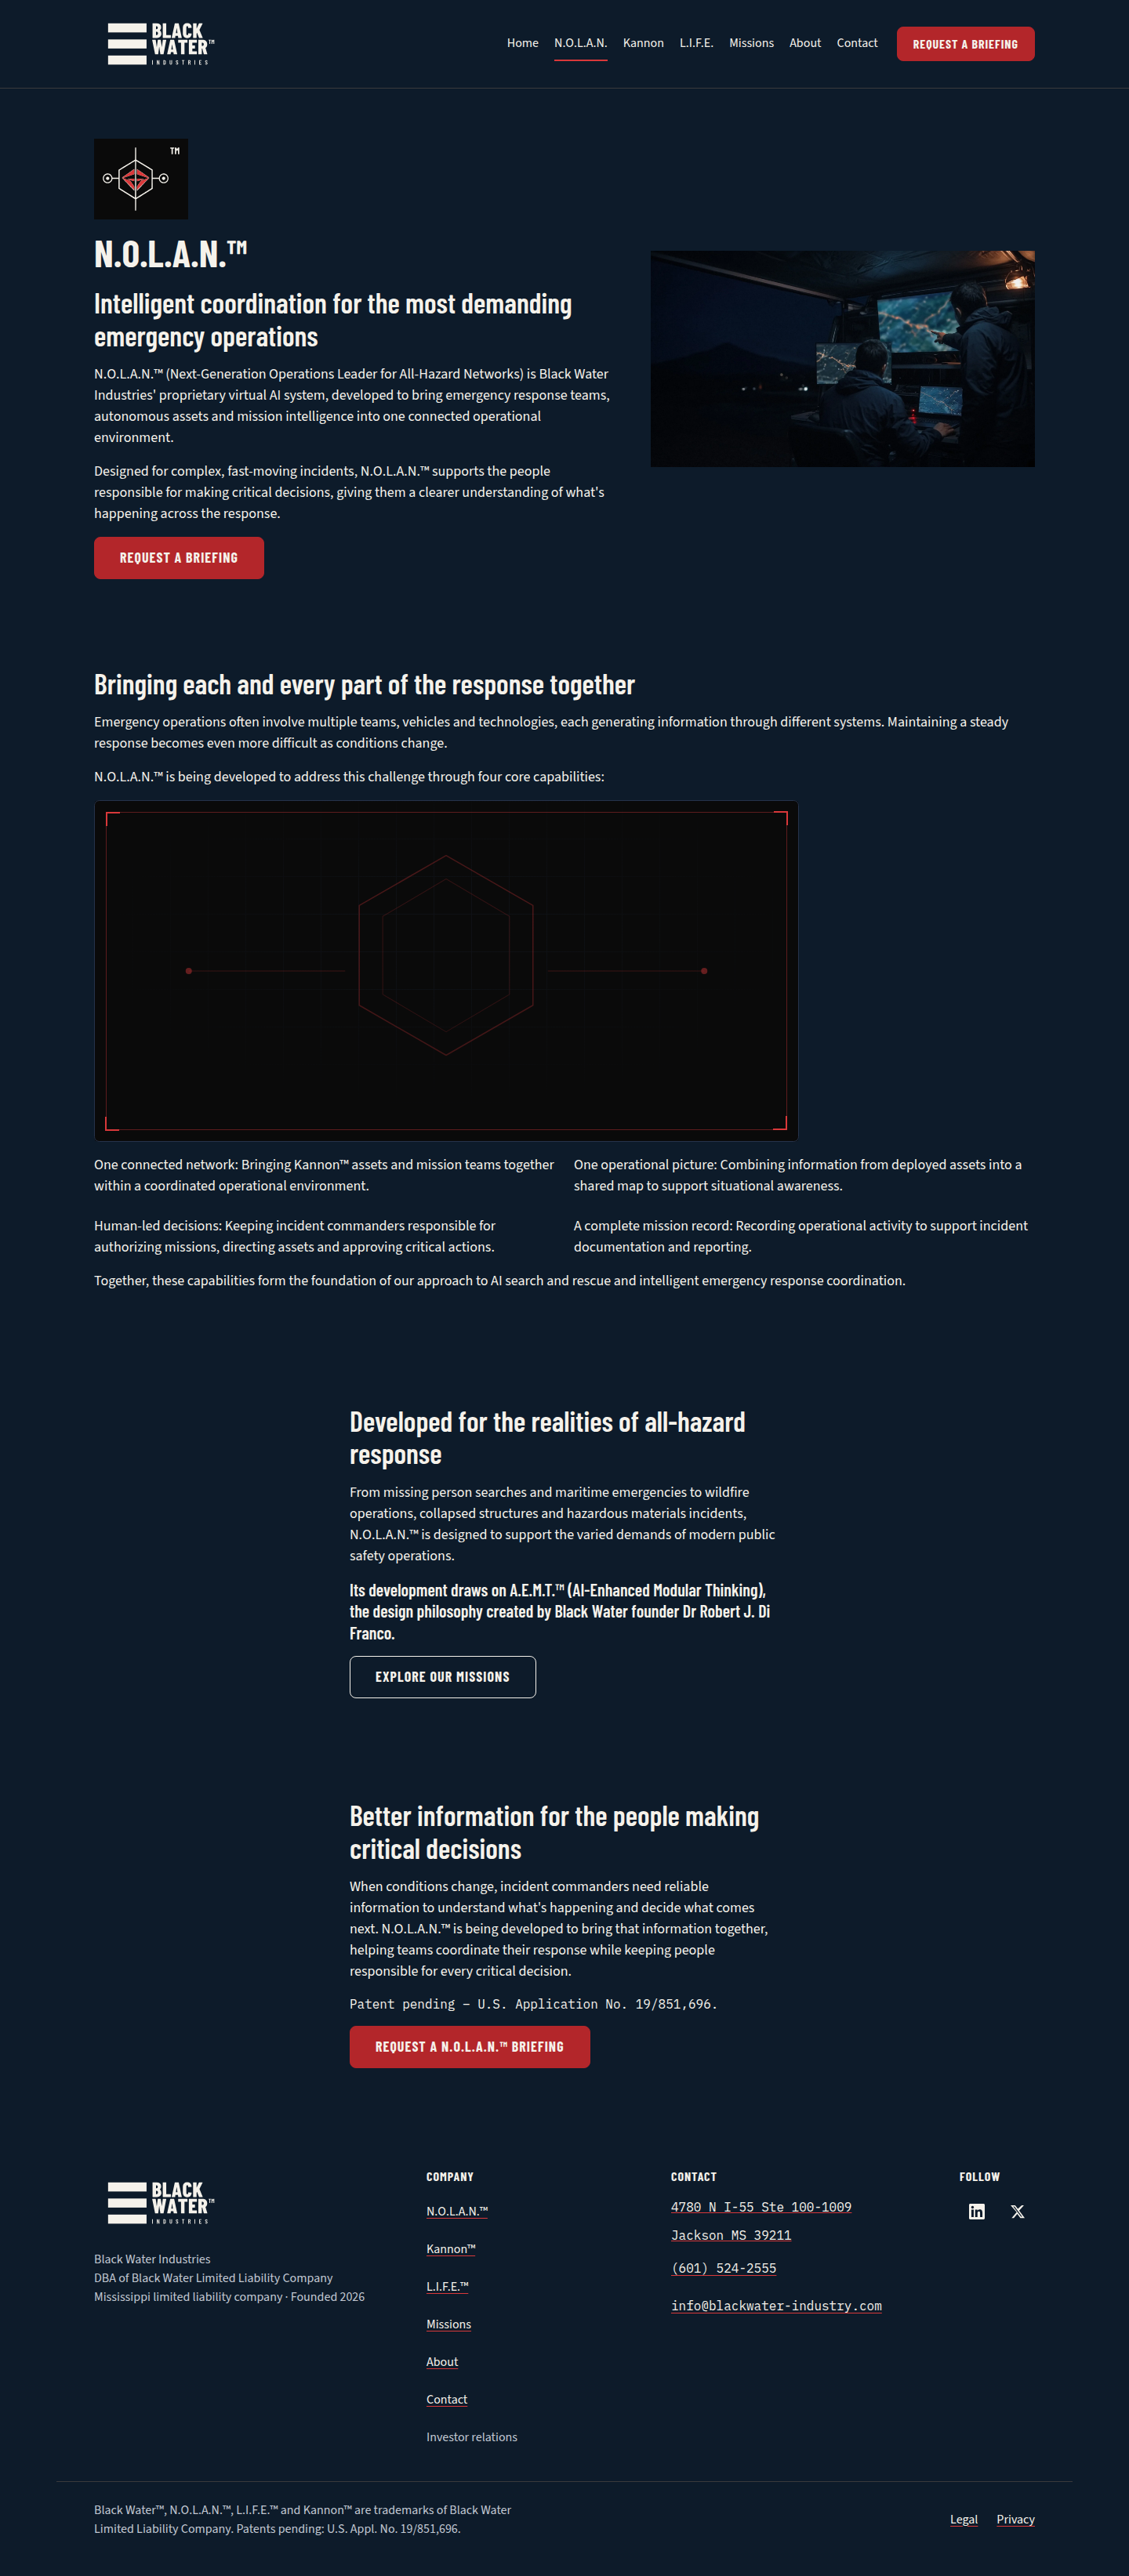 BLACK
WATER™
INDUSTRIES
Home
N.O.L.A.N.
Kannon
L.I.F.E.
Missions
About
Contact
REQUEST A BRIEFING
TM
N.O.L.A.N.™
Intelligent coordination for the most demanding
emergency operations
N.O.L.A.N.™ (Next-Generation Operations Leader for All-Hazard Networks) is Black Water
Industries' proprietary virtual AI system, developed to bring emergency response teams,
autonomous assets and mission intelligence into one connected operational
environment.
Designed for complex, fast-moving incidents, N.O.L.A.N.™ supports the people
responsible for making critical decisions, giving them a clearer understanding of what's
happening across the response.
REQUEST A BRIEFING
Bringing each and every part of the response together
Emergency operations often involve multiple teams, vehicles and technologies, each generating information through different systems. Maintaining a steady
response becomes even more difficult as conditions change.
N.O.L.A.N.™ is being developed to address this challenge through four core capabilities:
One connected network: Bringing Kannon™ assets and mission teams together
within a coordinated operational environment.
One operational picture: Combining information from deployed assets into a
shared map to support situational awareness.
Human-led decisions: Keeping incident commanders responsible for
authorizing missions, directing assets and approving critical actions.
A complete mission record: Recording operational activity to support incident
documentation and reporting.
Together, these capabilities form the foundation of our approach to AI search and rescue and intelligent emergency response coordination.
Developed for the realities of all-hazard
response
From missing person searches and maritime emergencies to wildfire
operations, collapsed structures and hazardous materials incidents,
N.O.L.A.N.™ is designed to support the varied demands of modern public
safety operations.
Its development draws on A.E.M.T.™ (AI-Enhanced Modular Thinking),
the design philosophy created by Black Water founder Dr Robert J. Di
Franco.
EXPLORE OUR MISSIONS
Better information for the people making
critical decisions
When conditions change, incident commanders need reliable
information to understand what's happening and decide what comes
next. N.O.L.A.N.™ is being developed to bring that information together,
helping teams coordinate their response while keeping people
responsible for every critical decision.
Patent pending – U.S. Application No. 19/851,696.
REQUEST A N.O.L.A.N.™ BRIEFING
BLACK
WATER™
INDUSTRIES
Black Water Industries
DBA of Black Water Limited Liability Company
Mississippi limited liability company · Founded 2026
COMPANY
N.O.L.A.N.™
Kannon™
L.I.F.E.™
Missions
About
Contact
Investor relations
CONTACT
4780 N I-55 Ste 100-1009
Jackson MS 39211
(601) 524-2555
info@blackwater-industry.com
FOLLOW
Black Water™, N.O.L.A.N.™, L.I.F.E.™ and Kannon™ are trademarks of Black Water
Limited Liability Company. Patents pending: U.S. Appl. No. 19/851,696.
Legal
Privacy